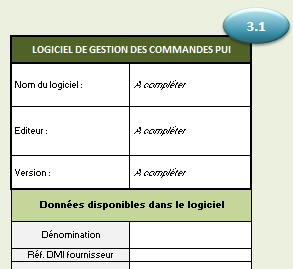 3.1
LOGICIEL DE GESTION DES COMMANDES PUI
Nom du logiciel : A compléter
Editeur : A compléter
Version : A compléter
Données disponibles dans le logiciel
Dénomination
Réf. DMI fournisseur